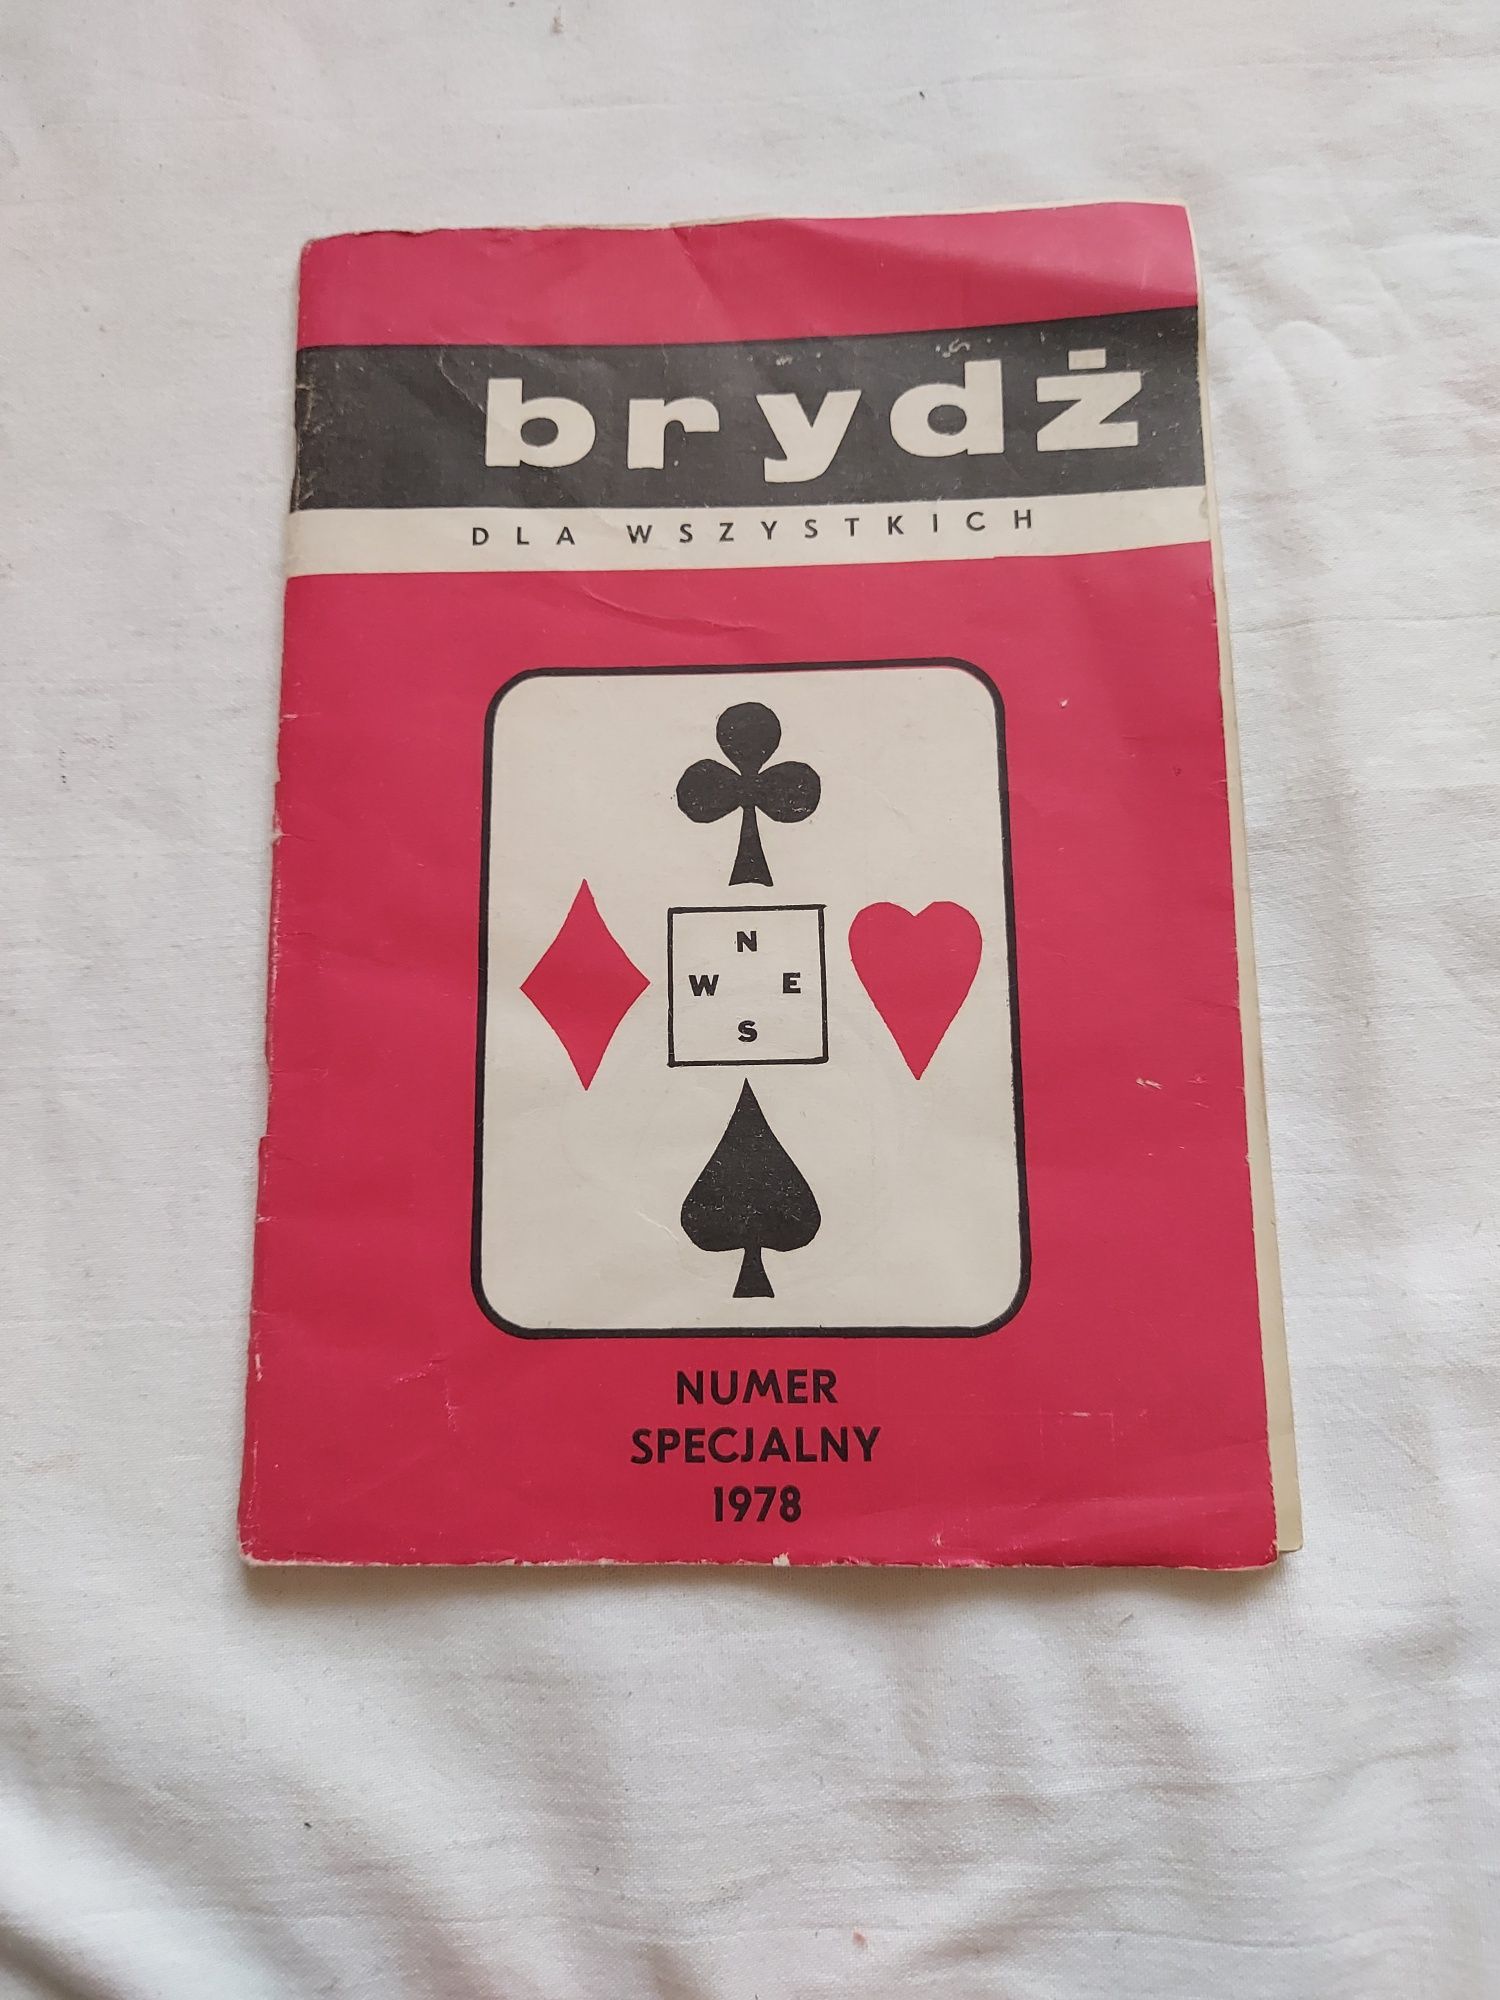 brydż
DLA WSZYSTKICH
N
W E
S
NUMER
SPECJALNY
1978